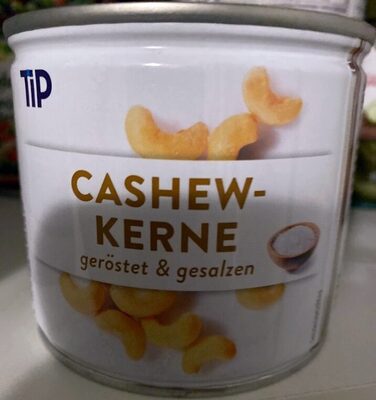 TiP
CASHEW-
KERNE
geröstet & gesalzen